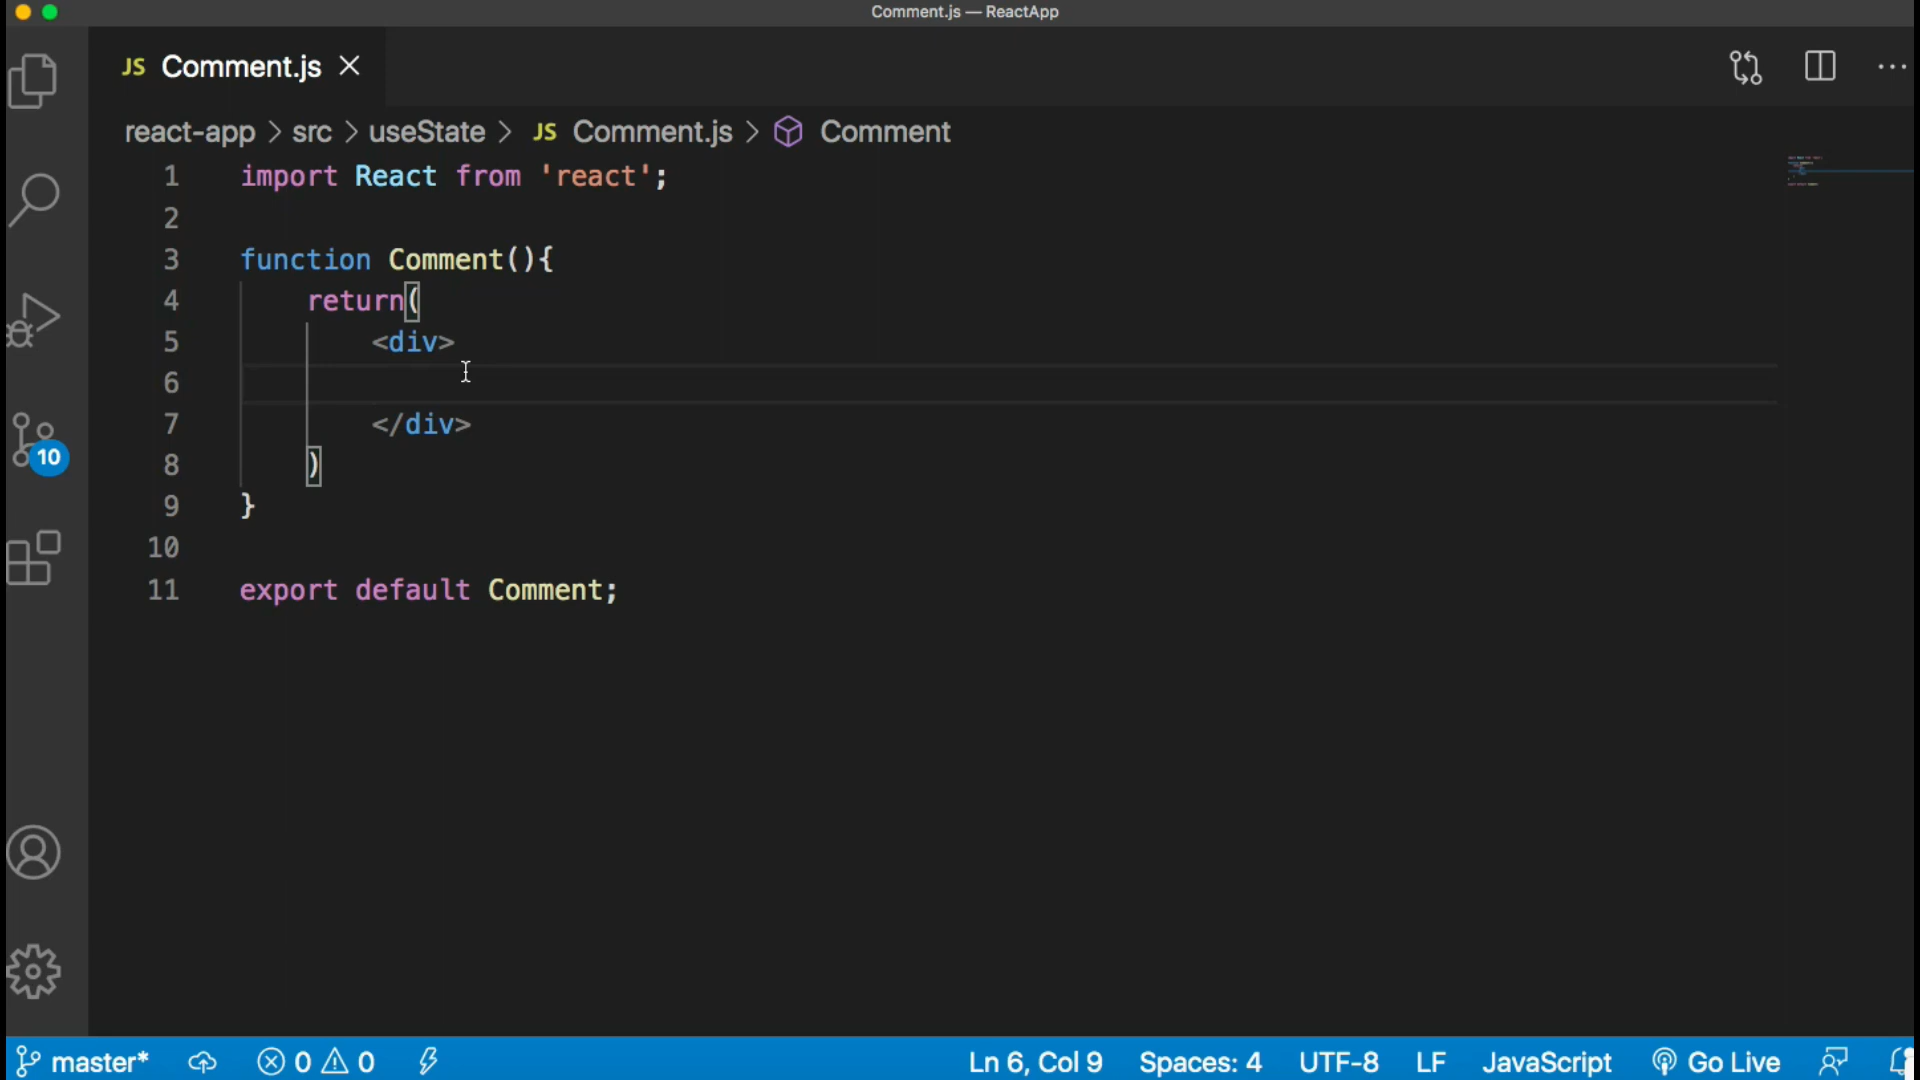 Comment.js — ReactApp
JS Comment.js
react-app > src > useState > JS Comment.js > Comment
1 import React from 'react';
2
3 function Comment(){
4 return(
5 <div>
6
7 </div>
8 )
9 }
10
11 export default Comment;
10
master* 0 0 Ln 6, Col 9 Spaces: 4 UTF-8 LF JavaScript Go Live